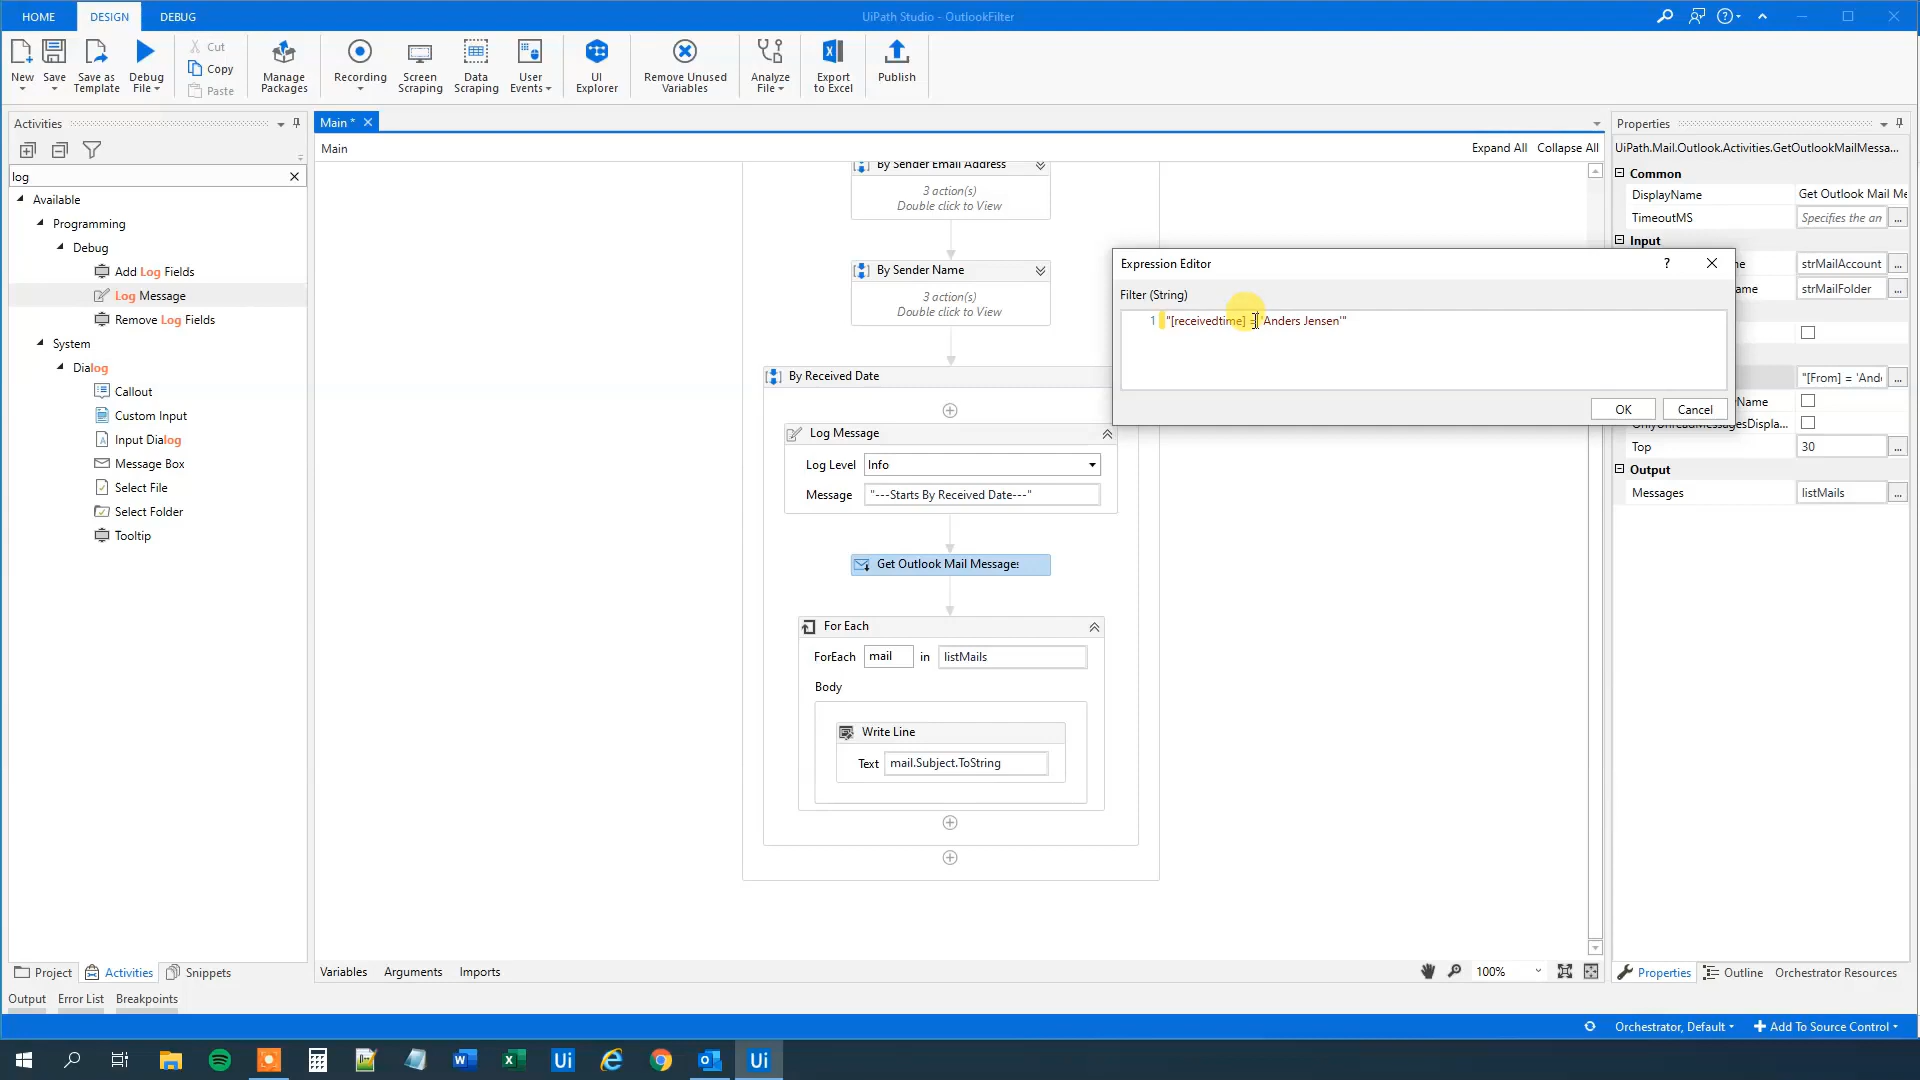 HOME DESIGN DEBUG UiPath Studio - OutlookFilter
New Save Save as Template Debug File Cut Copy Paste Manage Packages Recording Screen Scraping Data Scraping User Events UI Explorer Remove Unused Variables Analyze File Export to Excel Publish
Activities
log
Available
Programming
Debug
Add Log Fields
Log Message
Remove Log Fields
System
Dialog
Callout
Custom Input
Input Dialog
Message Box
Select File
Select Folder
Tooltip
Project Activities Snippets
Main *
Main Expand All Collapse All
By Sender Email Address
3 action(s)
Double click to View
By Sender Name
3 action(s)
Double click to View
By Received Date
Log Message
Log Level Info
Message "---Starts By Received Date---"
Get Outlook Mail Messages
For Each
ForEach mail in listMails
Body
Write Line
Text mail.Subject.ToString
Variables Arguments Imports 100%
Expression Editor
Filter (String)
1 "[receivedtime] = 'Anders Jensen'"
OK Cancel
Properties
UiPath.Mail.Outlook.Activities.GetOutlookMailMessa...
Common
DisplayName Get Outlook Mail Me
TimeoutMS Specifies the an ...
Input
strMailAccount ...
strMailFolder ...
"[From] = 'Ande ...
Name
OnlyUnreadMessagesDispla...
Top 30 ...
Output
Messages listMails ...
Properties Outline Orchestrator Resources
Output Error List Breakpoints
Orchestrator, Default Add To Source Control